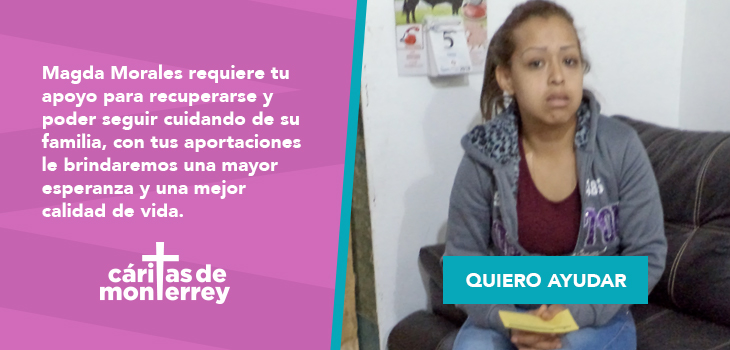 Magda Morales requiere tu
apoyo para recuperarse y
poder seguir cuidando de su
familia, con tus aportaciones
le brindaremos una mayor
esperanza y una mejor
calidad de vida.
cáritas de
monterrey
5
QUIERO AYUDAR